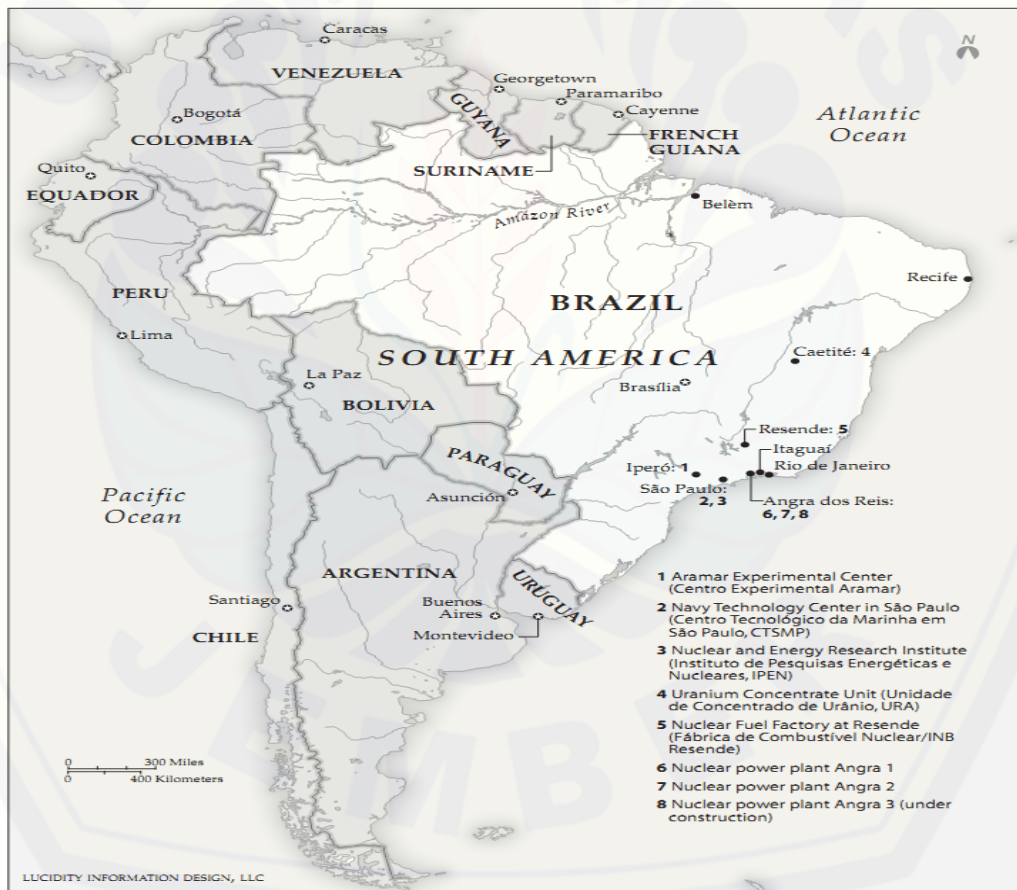 N
Caracas
VENEZUELA
Georgetown
Paramaribo
Cayenne
GUYANA
Atlantic
Ocean
Bogotá
COLOMBIA
FRENCH
GUIANA
SURINAME
Quito
EQUADOR
Belèm
Amazon River
Recife
PERU
BRAZIL
Lima
SOUTH AMERICA
Caetité: 4
La Paz
Brasília
BOLIVIA
Resende: 5
Itaguaí
PARAGUAY
Iperó: 1
Rio de Janeiro
São Paulo:
2, 3
Asunción
Angra dos Reis:
6, 7, 8
Pacific
Ocean
ARGENTINA
URUGUAY
Santiago
Buenos
Aires
CHILE
Montevideo
1 Aramar Experimental Center
(Centro Experimental Aramar)
2 Navy Technology Center in São Paulo
(Centro Tecnológico da Marinha em
São Paulo, CTSMP)
3 Nuclear and Energy Research Institute
(Instituto de Pesquisas Energéticas e
Nucleares, IPEN)
4 Uranium Concentrate Unit (Unidade
de Concentrado de Urânio, URA)
5 Nuclear Fuel Factory at Resende
(Fábrica de Combustível Nuclear/INB
Resende)
6 Nuclear power plant Angra 1
7 Nuclear power plant Angra 2
8 Nuclear power plant Angra 3 (under
construction)
0 300 Miles
0 400 Kilometers
LUCIDITY INFORMATION DESIGN, LLC